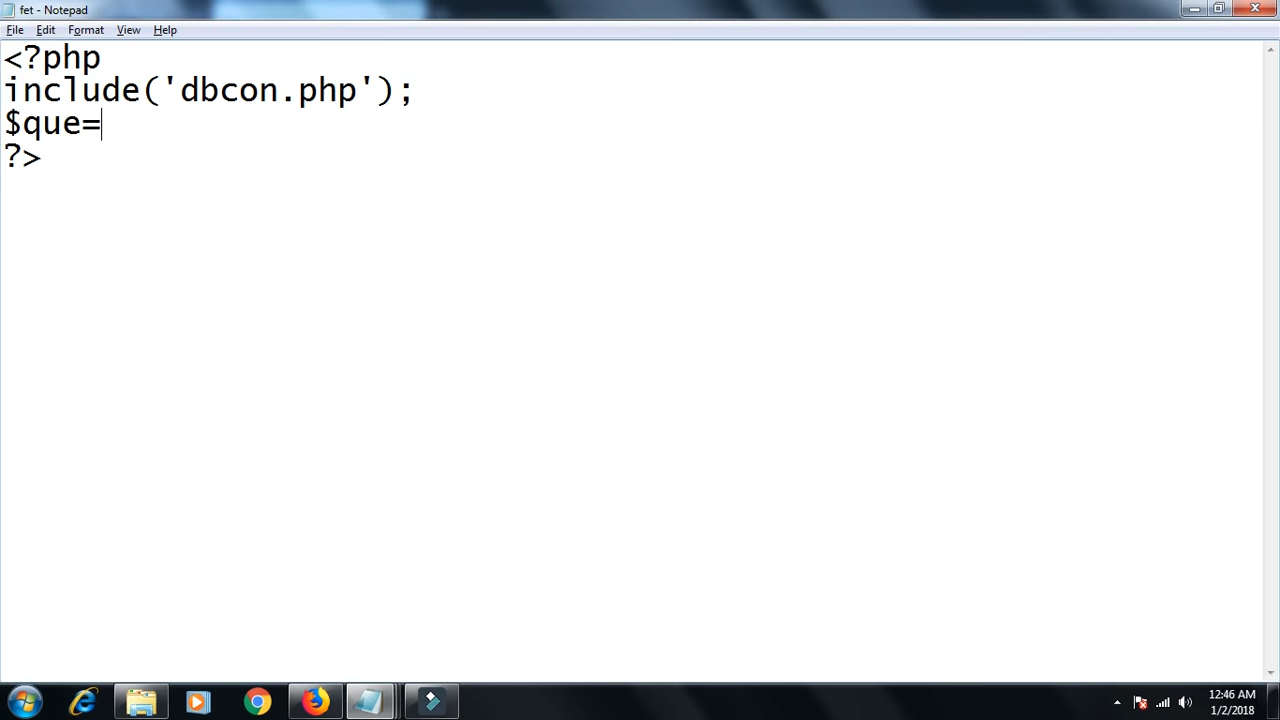 fet - Notepad
File Edit Format View Help
<?php
include('dbcon.php');
$que=
?>
12:46 AM
1/2/2018